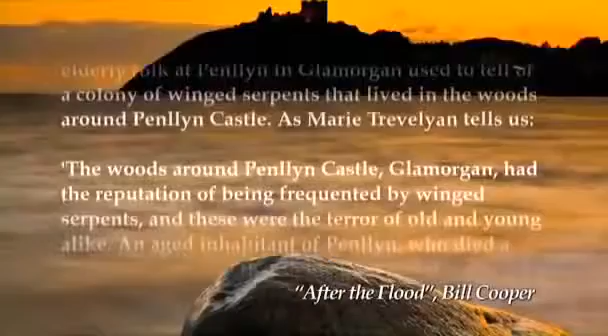 elderly folk at Penllyn in Glamorgan used to tell of
a colony of winged serpents that lived in the woods
around Penllyn Castle. As Marie Trevelyan tells us:
'The woods around Penllyn Castle, Glamorgan, had
the reputation of being frequented by winged
serpents, and these were the terror of old and young
alike. An aged inhabitant of Penllyn, who died a
"After the Flood", Bill Cooper